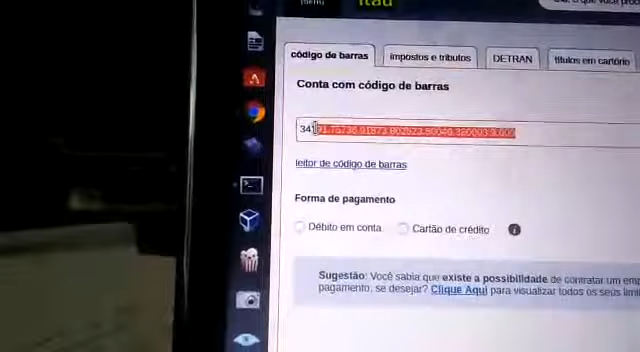 Itaú
código de barras
impostos e tributos
DETRAN
títulos em cartório
Conta com código de barras
leitor de código de barras
Forma de pagamento
Débito em conta
Cartão de crédito
Sugestão: Você sabia que existe a possibilidade de contratar um
pagamento, se desejar? Clique Aqui para visualizar todos os seus